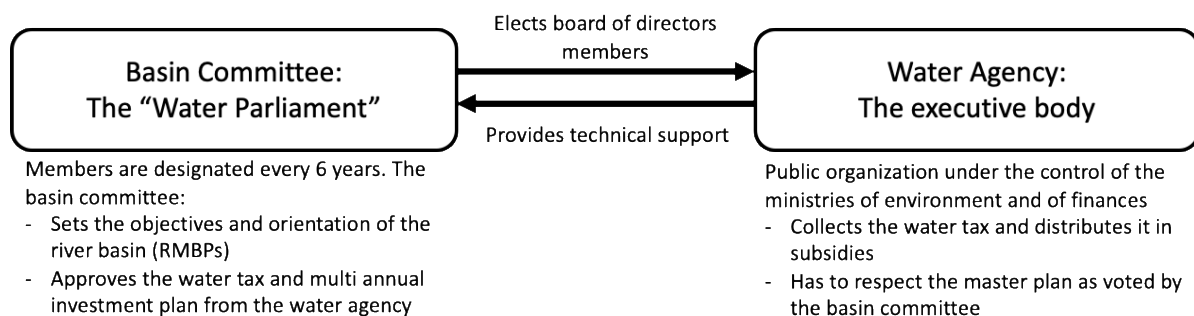 Elects board of directors
members
Basin Committee:
The “Water Parliament”
Water Agency:
The executive body
Provides technical support
Members are designated every 6 years. The
basin committee:
- Sets the objectives and orientation of the
river basin (RMBPs)
- Approves the water tax and multi annual
investment plan from the water agency
Public organization under the control of the
ministries of environment and of finances
- Collects the water tax and distributes it in
subsidies
- Has to respect the master plan as voted by
the basin committee